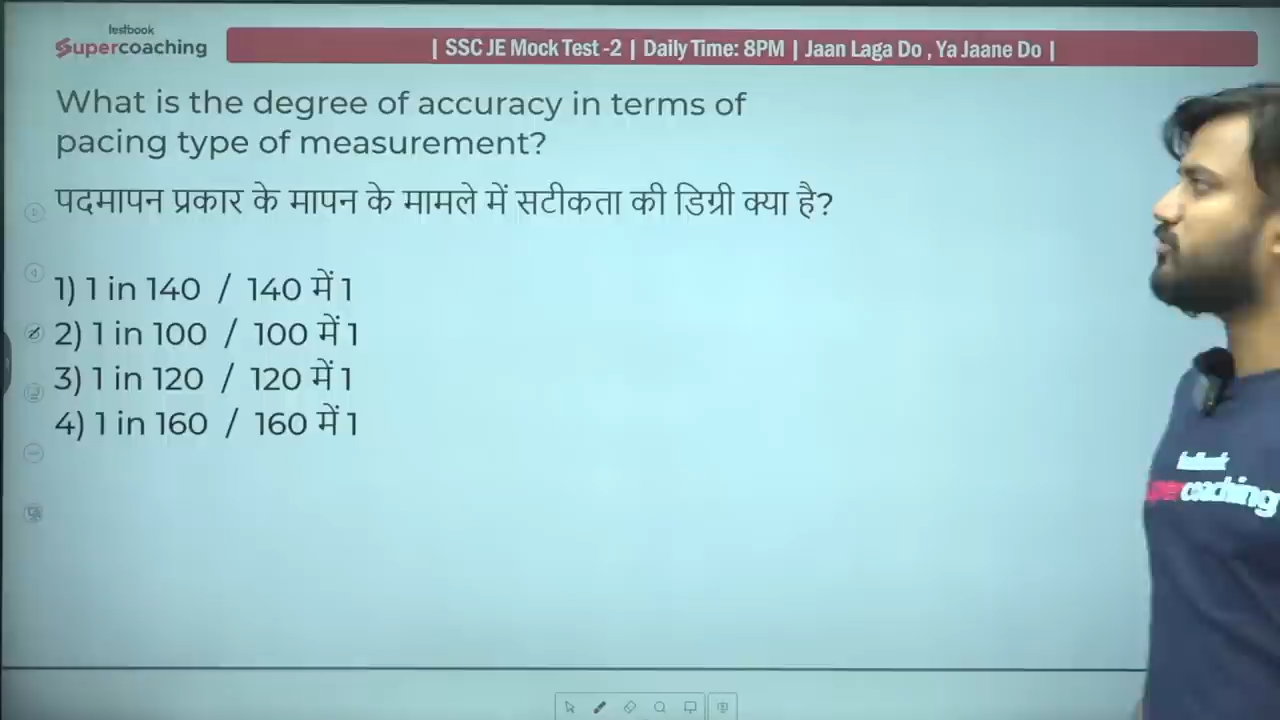 testbook
Supercoaching
| SSC JE Mock Test -2 | Daily Time: 8PM | Jaan Laga Do , Ya Jaane Do |
What is the degree of accuracy in terms of
pacing type of measurement?
पदमापन प्रकार के मापन के मामले में सटीकता की डिग्री क्या है?
1) 1 in 140 / 140 में 1
2) 1 in 100 / 100 में 1
3) 1 in 120 / 120 में 1
4) 1 in 160 / 160 में 1
testbook
supercoaching